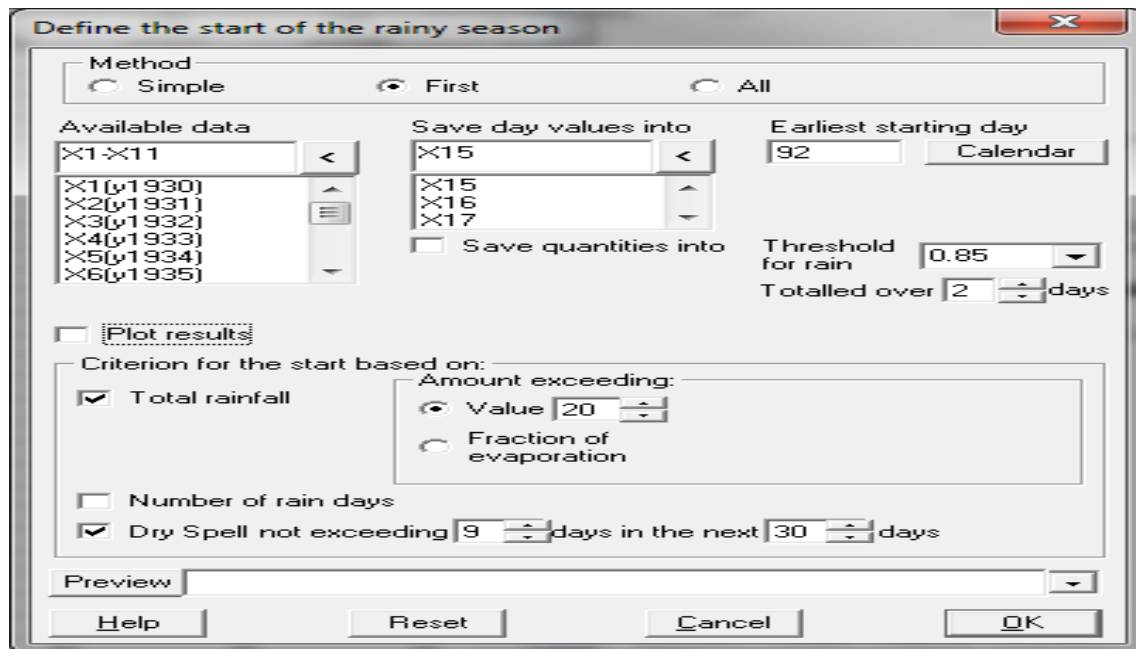 Define the start of the rainy season
Method
Simple First All
Available data Save day values into Earliest starting day
X1-X11 < X15 < 92 Calendar
X1(y1930) X15
X2(y1931) X16
X3(y1932) X17
X4(y1933)
X5(y1934)
X6(y1935)
Save quantities into
Threshold
for rain 0.85
Totalled over 2 days
Plot results
Criterion for the start based on:
Amount exceeding:
Total rainfall
Value 20
Fraction of
evaporation
Number of rain days
Dry Spell not exceeding 9 days in the next 30 days
Preview
Help Reset Cancel OK